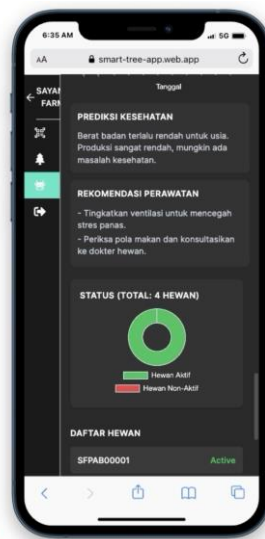 6:35 AM
5G
AA
smart-tree-app.web.app
Tanggal
SAYAN
FARM
PREDIKSI KESEHATAN
Berat badan terlalu rendah untuk usia.
Produksi sangat rendah, mungkin ada
masalah kesehatan.
REKOMENDASI PERAWATAN
- Tingkatkan ventilasi untuk mencegah
stres panas.
- Periksa pola makan dan konsultasikan
ke dokter hewan.
STATUS (TOTAL: 4 HEWAN)
Hewan Aktif
Hewan Non-Aktif
DAFTAR HEWAN
SFPAB00001 Active